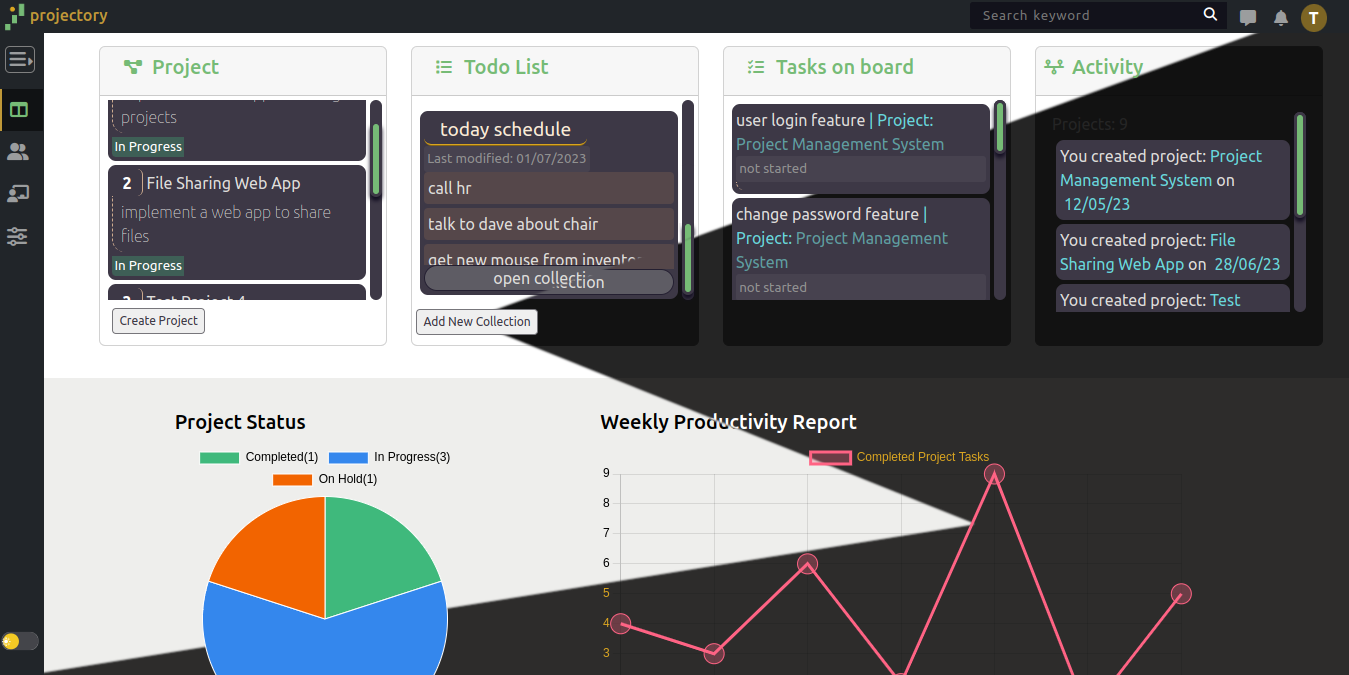 projectory
Search keyword
T
Project
projects
In Progress
2 File Sharing Web App
implement a web app to share
files
In Progress
Create Project
Todo List
today schedule
Last modified: 01/07/2023
call hr
talk to dave about chair
get new mouse from invento
open collecti
ection
Add New Collection
Tasks on board
user login feature | Project:
Project Management System
not started
change password feature |
Project: Project Management
System
not started
Activity
Projects: 9
You created project: Project
Management System on
12/05/23
You created project: File
Sharing Web App on 28/06/23
You created project: Test
Project Status
Completed(1) In Progress(3)
On Hold(1)
Weekly Productivity Report
Completed Project Tasks
9
8
7
6
5
4
3